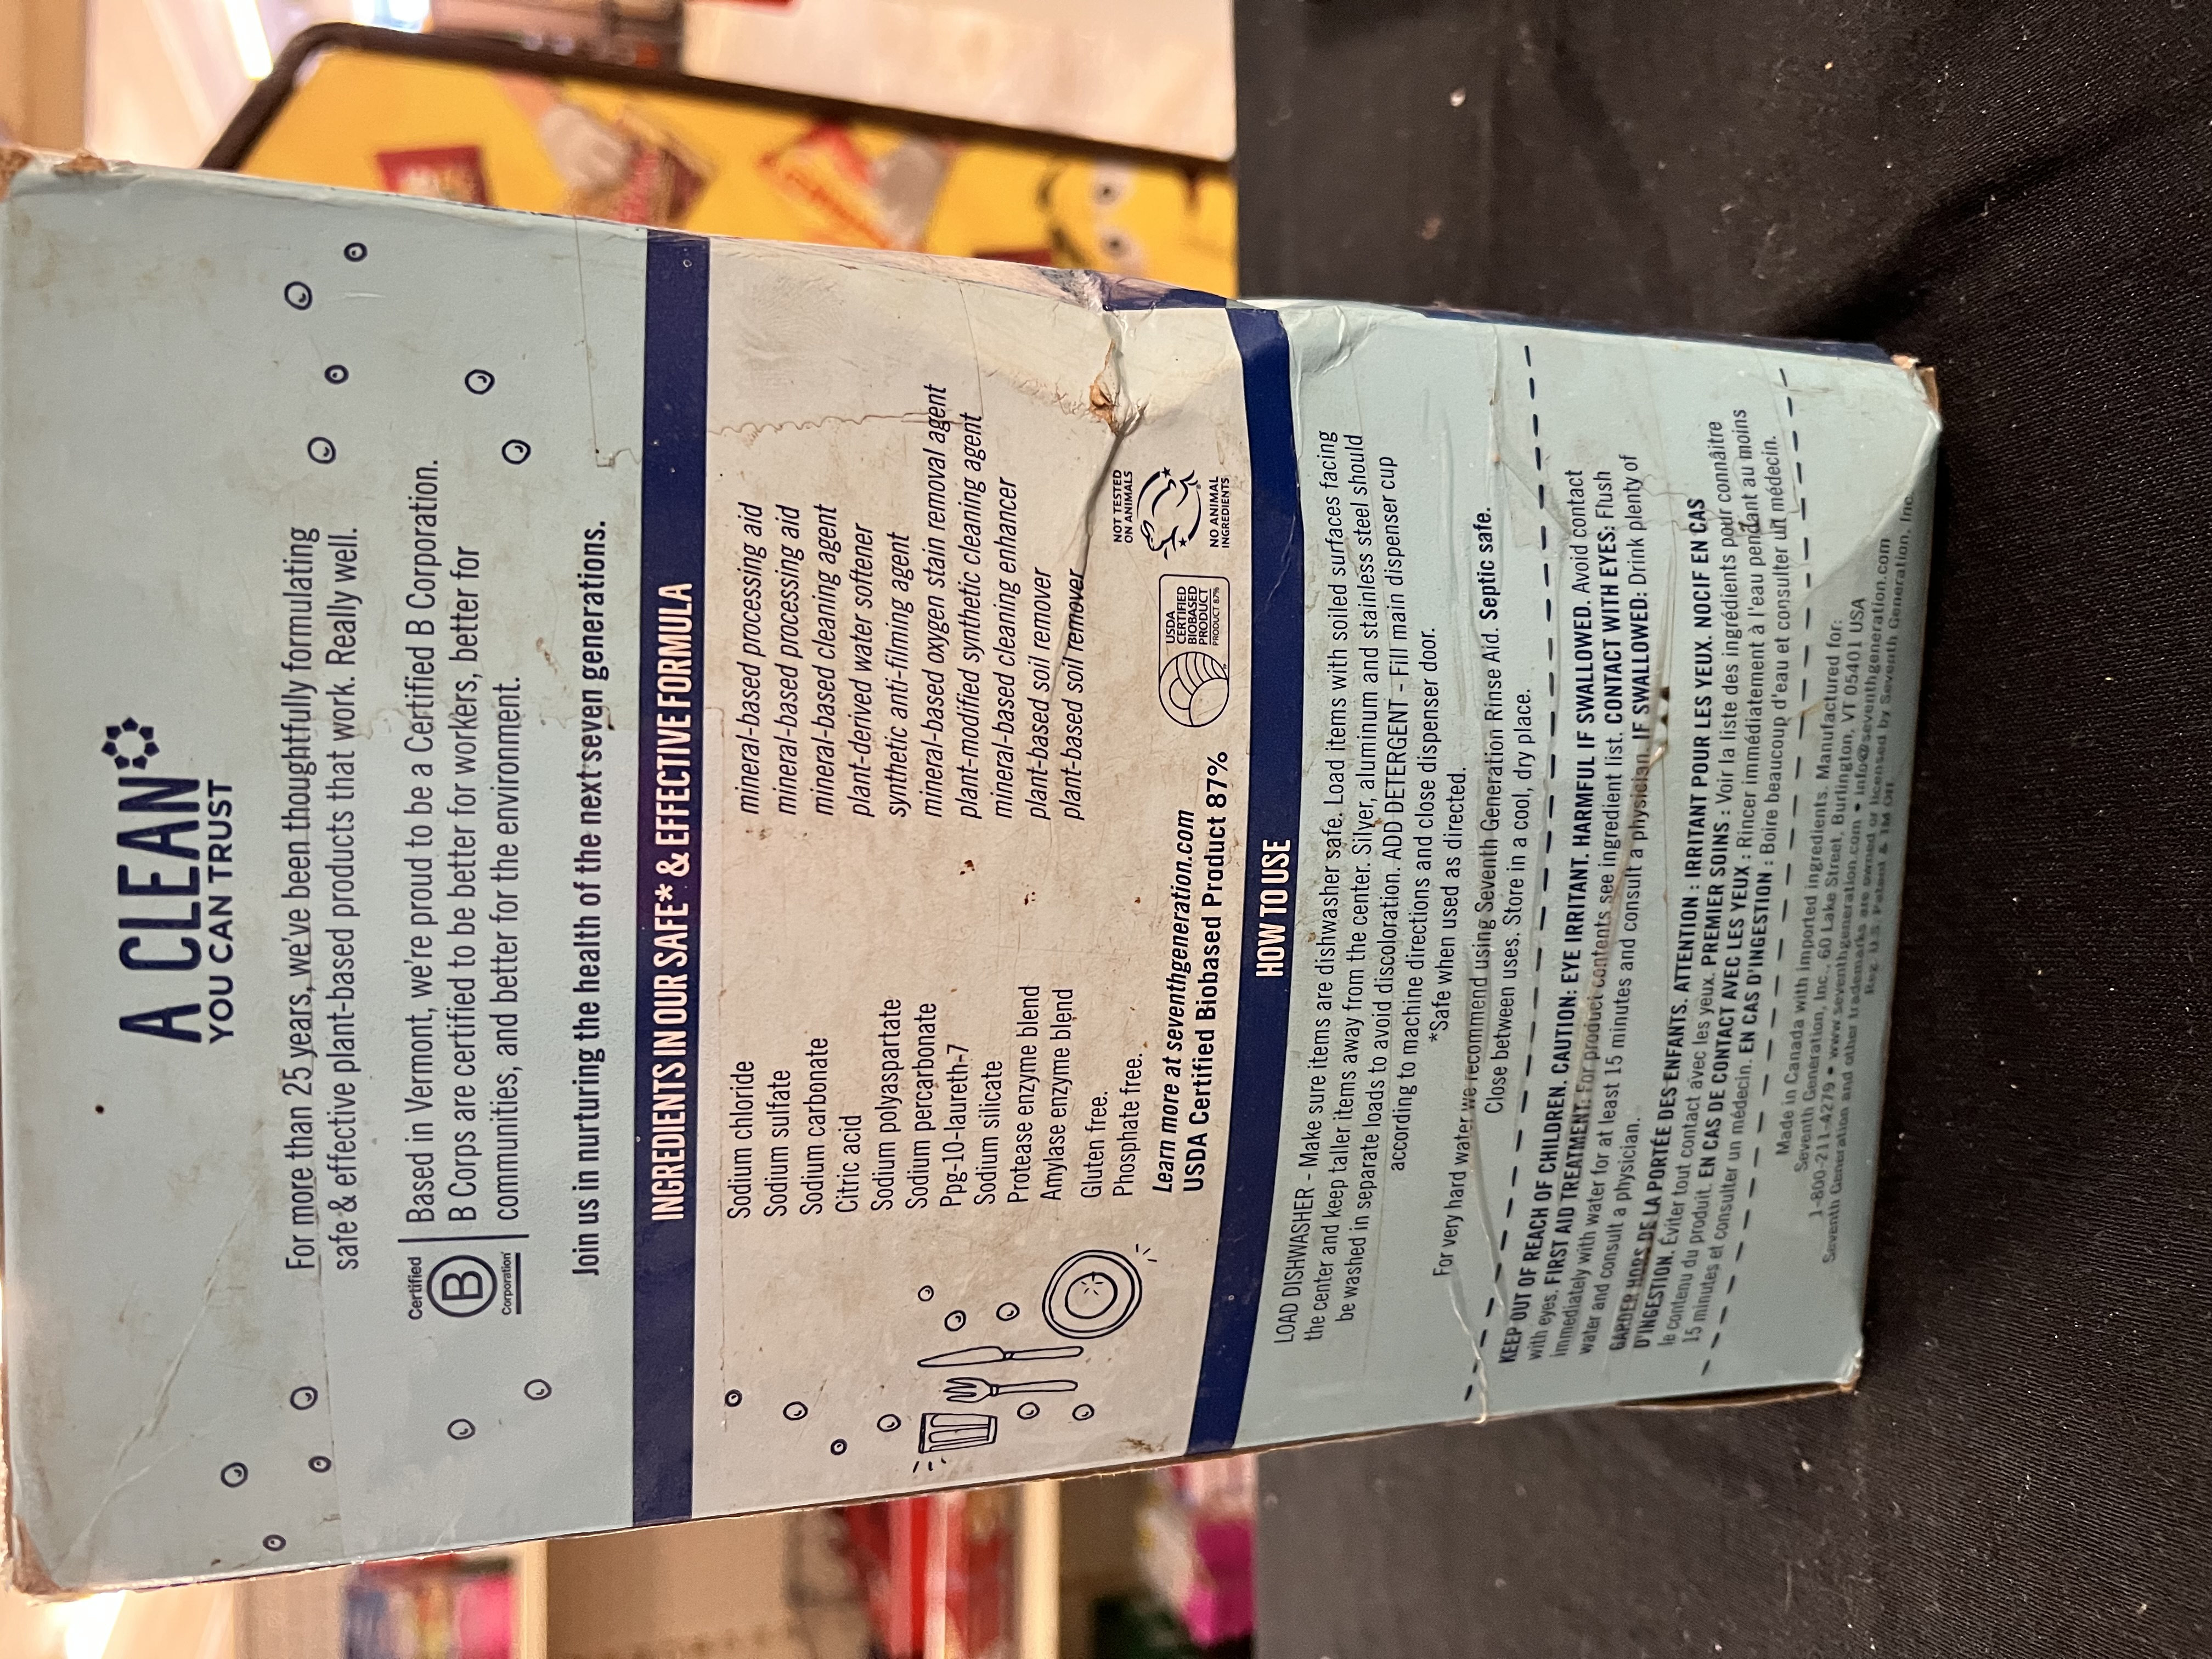 A CLEAN
YOU CAN TRUST
For more than 25 years, we've been thoughtfully formulating
safe & effective plant-based products that work. Really well.
Certified
B
Corporation
Based in Vermont, we're proud to be a Certified B Corporation.
B Corps are certified to be better for workers, better for
communities, and better for the environment.
Join us in nurturing the health of the next seven generations.
INGREDIENTS IN OUR SAFE* & EFFECTIVE FORMULA
Sodium chloride mineral-based processing aid
Sodium sulfate mineral-based processing aid
Sodium carbonate mineral-based cleaning agent
Citric acid plant-derived water softener
Sodium polyaspartate synthetic anti-filming agent
Sodium percarbonate mineral-based oxygen stain removal agent
Ppg-10-laureth-7 plant-modified synthetic cleaning agent
Sodium silicate mineral-based cleaning enhancer
Protease enzyme blend plant-based soil remover
Amylase enzyme blend plant-based soil remover
Gluten free.
Phosphate free.
Learn more at seventhgeneration.com
USDA Certified Biobased Product 87%
USDA
CERTIFIED
BIOBASED
PRODUCT
PRODUCT 87%
NOT TESTED
ON ANIMALS
NO ANIMAL
INGREDIENTS
HOW TO USE
LOAD DISHWASHER - Make sure items are dishwasher safe. Load items with soiled surfaces facing
the center and keep taller items away from the center. Silver, aluminum and stainless steel should
be washed in separate loads to avoid discoloration. ADD DETERGENT - Fill main dispenser cup
according to machine directions and close dispenser door.
*Safe when used as directed.
For very hard water we recommend using Seventh Generation Rinse Aid. Septic safe.
Close between uses. Store in a cool, dry place.
KEEP OUT OF REACH OF CHILDREN. CAUTION: EYE IRRITANT. HARMFUL IF SWALLOWED. Avoid contact
with eyes. FIRST AID TREATMENT: For product contents see ingredient list. CONTACT WITH EYES: Flush
immediately with water for at least 15 minutes and consult a physician. IF SWALLOWED: Drink plenty of
water and consult a physician.
GARDER HORS DE LA PORTÉE DES ENFANTS. ATTENTION : IRRITANT POUR LES YEUX. NOCIF EN CAS
D'INGESTION. Éviter tout contact avec les yeux. PREMIER SOINS : Voir la liste des ingrédients pour connaître
le contenu du produit. EN CAS DE CONTACT AVEC LES YEUX : Rincer immédiatement à l'eau pendant au moins
15 minutes et consulter un médecin. EN CAS D'INGESTION : Boire beaucoup d'eau et consulter un médecin.
Made in Canada with imported ingredients. Manufactured for:
Seventh Generation, Inc., 60 Lake Street, Burlington, VT 05401 USA
1-800-211-4279 • www.seventhgeneration.com • info@seventhgeneration.com
Seventh Generation and other trademarks are owned or licensed by Seventh Generation, Inc.
Reg. U.S. Patent & TM Off